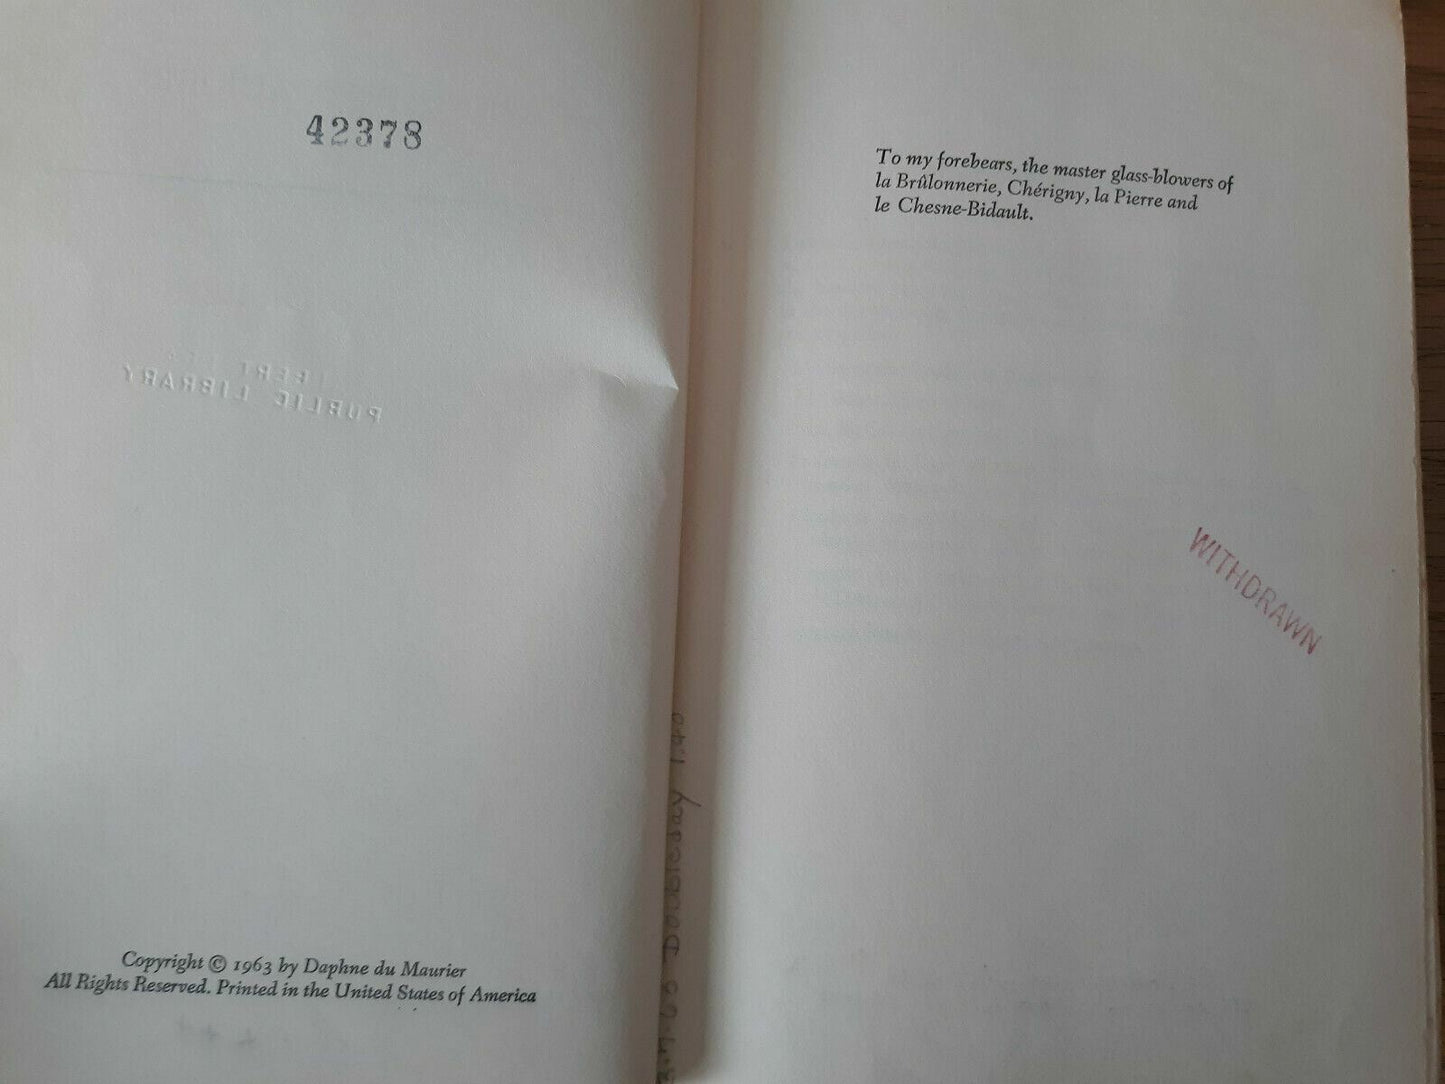 42378
PUBLIC LIBRARY
Copyright © 1963 by Daphne du Maurier
All Rights Reserved. Printed in the United States of America
Doubleday
To my forebears, the master glass-blowers of
la Brûlonnerie, Chérigny, la Pierre and
le Chesne-Bidault.
WITHDRAWN